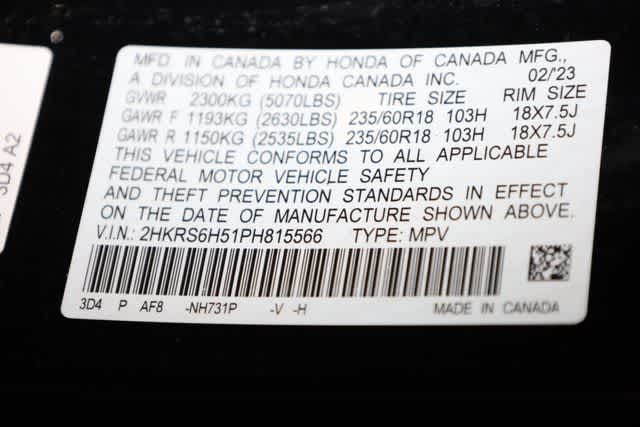 3D4 A2
MFD IN CANADA BY HONDA OF CANADA MFG.,
A DIVISION OF HONDA CANADA INC. 02/'23
GVWR 2300KG (5070LBS) TIRE SIZE RIM SIZE
GAWR F 1193KG (2630LBS) 235/60R18 103H 18X7.5J
GAWR R 1150KG (2535LBS) 235/60R18 103H 18X7.5J
THIS VEHICLE CONFORMS TO ALL APPLICABLE
FEDERAL MOTOR VEHICLE SAFETY
AND THEFT PREVENTION STANDARDS IN EFFECT
ON THE DATE OF MANUFACTURE SHOWN ABOVE.
V.I.N.: 2HKRS6H51PH815566 TYPE: MPV
3D4 P AF8 -NH731P -V -H MADE IN CANADA